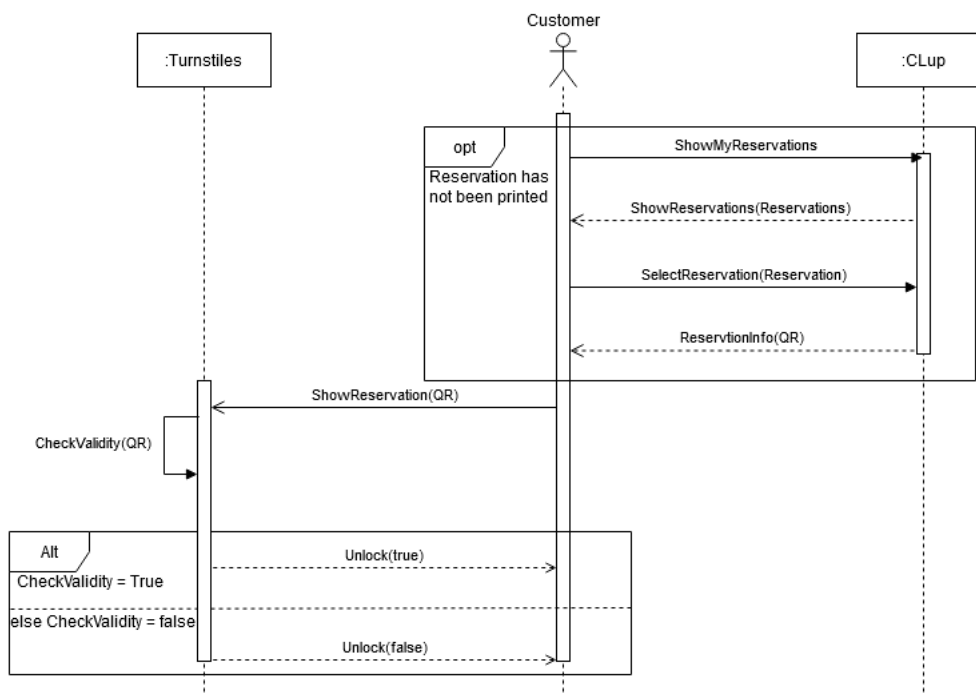 Customer
:Turnstiles
:CLup
opt
Reservation has
not been printed
ShowMyReservations
ShowReservations(Reservations)
SelectReservation(Reservation)
ReservtionInfo(QR)
ShowReservation(QR)
CheckValidity(QR)
Alt
CheckValidity = True
Unlock(true)
else CheckValidity = false
Unlock(false)